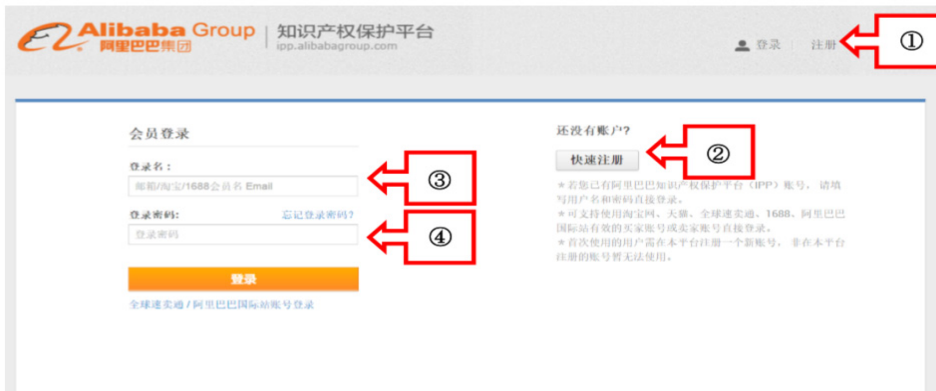 Alibaba Group
阿里巴巴集团
知识产权保护平台
ipp.alibabagroup.com
登录
注册
①
会员登录
登录名：
邮箱/淘宝/1688会员名 Email
③
登录密码:
忘记登录密码?
登录密码
④
登录
全球速卖通 / 阿里巴巴国际站账号登录
还没有账户?
快速注册
②
*若您已有阿里巴巴知识产权保护平台（IPP）账号， 请填
写用户名和密码直接登录。
*可支持使用淘宝网、天猫、全球速卖通、1688、阿里巴巴
国际站有效的买家账号或卖家账号直接登录。
*首次使用的用户需在本平台注册一个新账号， 非在本平台
注册的账号暂无法使用。